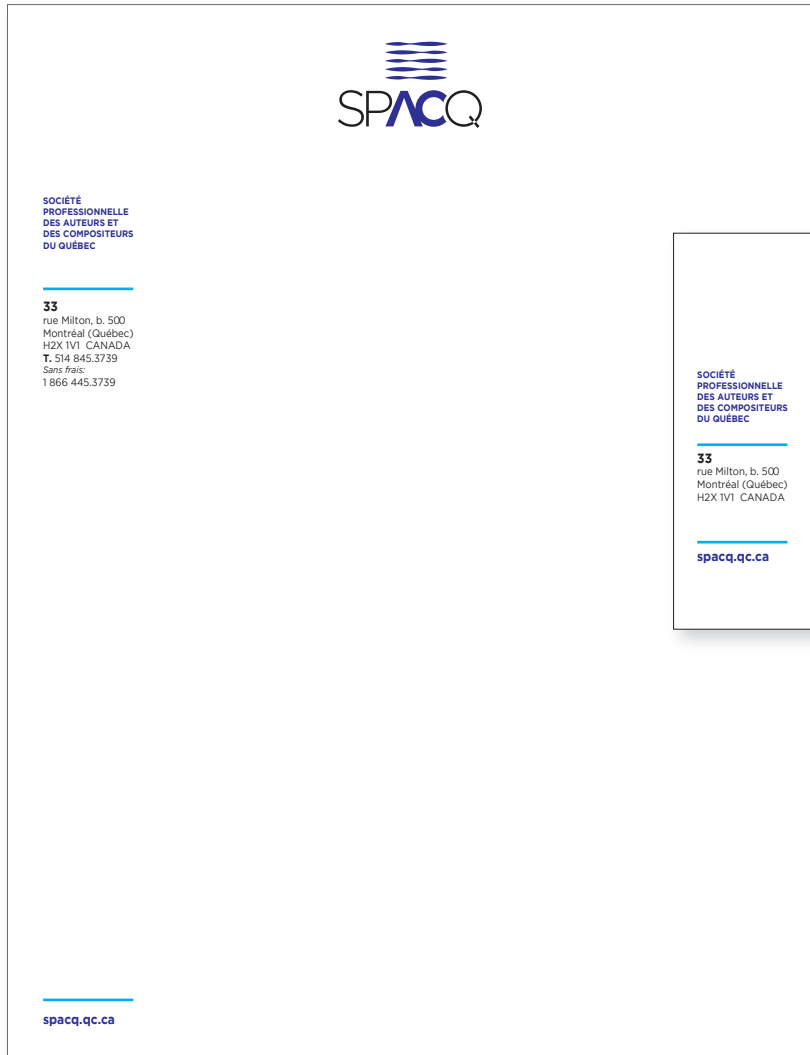 SPACQ
SOCIÉTÉ
PROFESSIONNELLE
DES AUTEURS ET
DES COMPOSITEURS
DU QUÉBEC
33
rue Milton, b. 500
Montréal (Québec)
H2X 1V1 CANADA
T. 514 845.3739
Sans frais:
1 866 445.3739
spacq.qc.ca
SOCIÉTÉ
PROFESSIONNELLE
DES AUTEURS ET
DES COMPOSITEURS
DU QUÉBEC
33
rue Milton, b. 500
Montréal (Québec)
H2X 1V1 CANADA
spacq.qc.ca